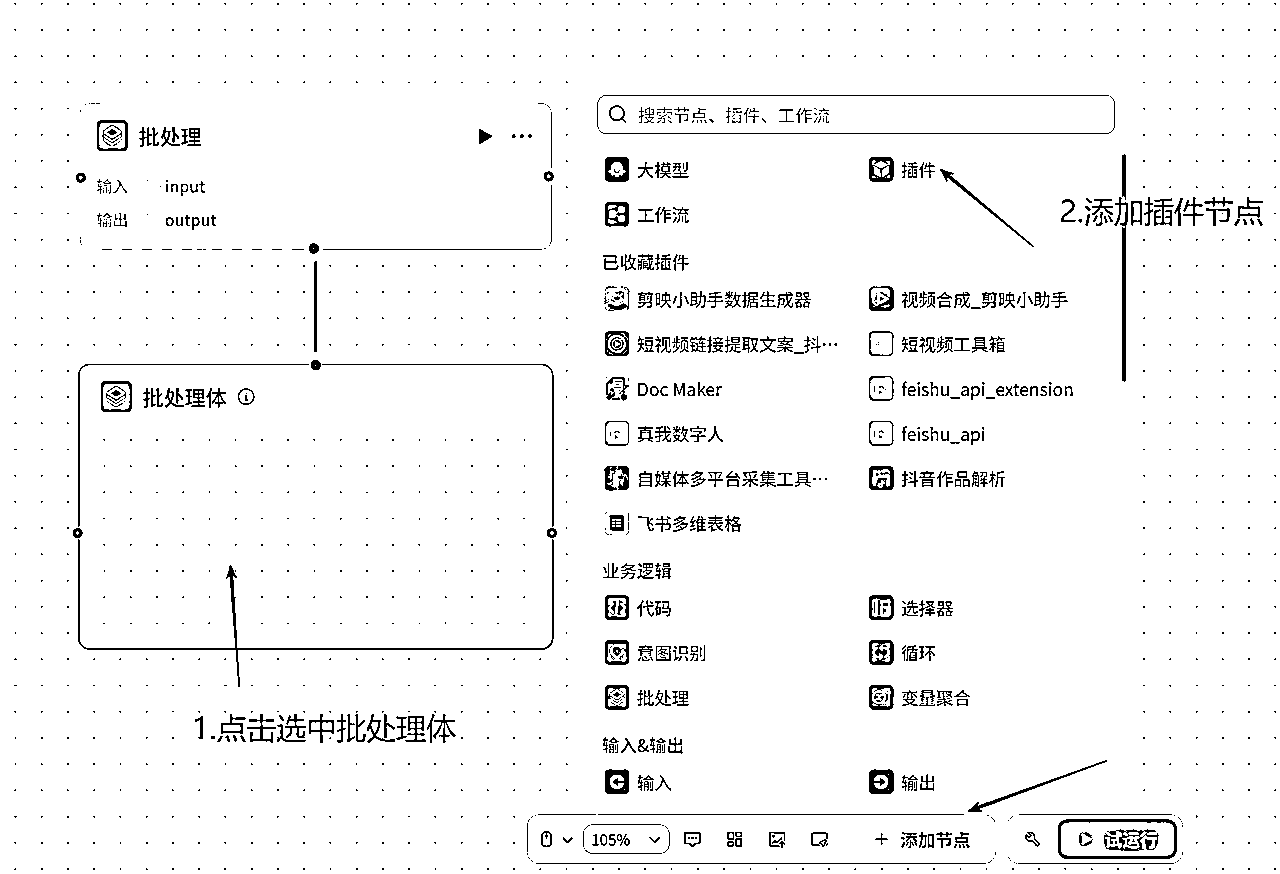 批处理
输入 input
输出 output
批处理体
1.点击选中批处理体
搜索节点、插件、工作流
大模型 插件
工作流
2.添加插件节点
已收藏插件
剪映小助手数据生成器 视频合成_剪映小助手
短视频链接提取文案_抖… 短视频工具箱
Doc Maker feishu_api_extension
真我数字人 feishu_api
自媒体多平台采集工具… 抖音作品解析
飞书多维表格
业务逻辑
代码 选择器
意图识别 循环
批处理 变量聚合
输入&输出
输入 输出
105% 添加节点 试运行